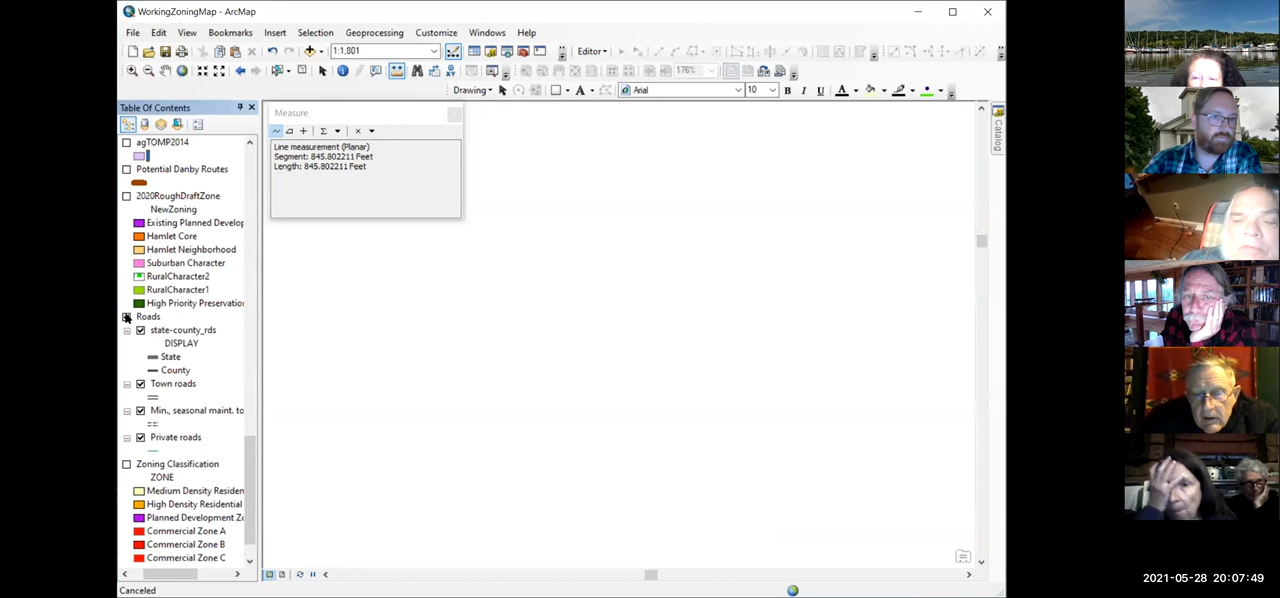 WorkingZoningMap - ArcMap
File Edit View Bookmarks Insert Selection Geoprocessing Customize Windows Help
1:1,801
Editor
176%
Drawing
Arial
10
B I U A
Table Of Contents
Measure
Line measurement (Planar)
Segment: 845.802211 Feet
Length: 845.802211 Feet
Catalog
agTOMP2014
Potential Danby Routes
2020RoughDraftZone
NewZoning
Existing Planned Develop
Hamlet Core
Hamlet Neighborhood
Suburban Character
RuralCharacter2
RuralCharacter1
High Priority Preservatio
Roads
state-county_rds
DISPLAY
State
County
Town roads
Min., seasonal maint. to
Private roads
Zoning Classification
ZONE
Medium Density Residen
High Density Residential
Planned Development Zo
Commercial Zone A
Commercial Zone B
Commercial Zone C
Canceled
2021-05-28 20:07:49